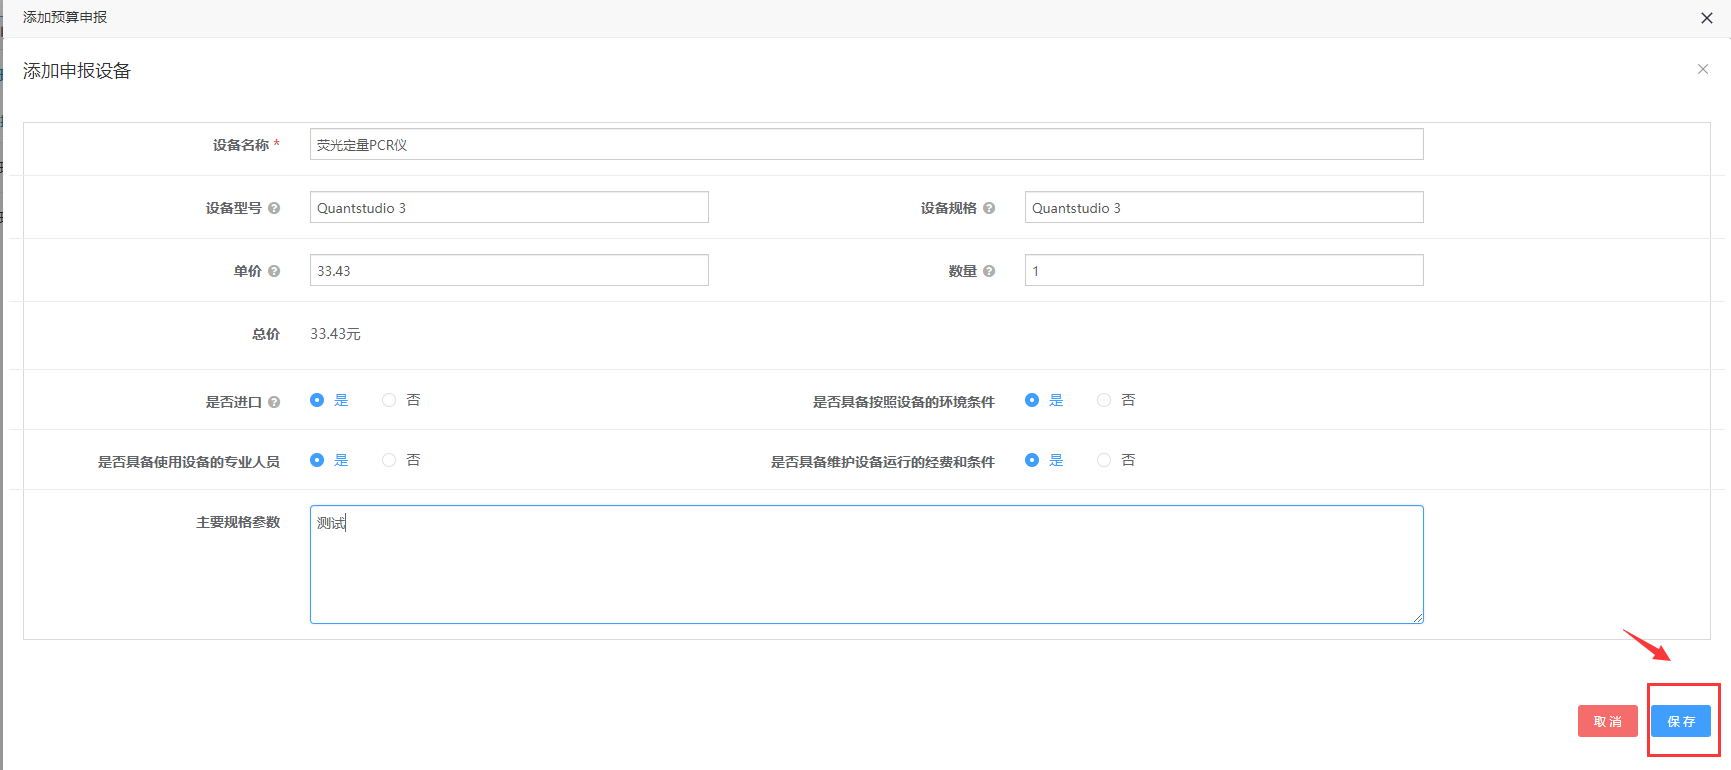 添加预算申报
添加申报设备
设备名称 * 荧光定量PCR仪
设备型号 Quantstudio 3 设备规格 Quantstudio 3
单价 33.43 数量 1
总价 33.43元
是否进口 是 否 是否具备按照设备的环境条件 是 否
是否具备使用设备的专业人员 是 否 是否具备维护设备运行的经费和条件 是 否
主要规格参数 测试
取消 保存